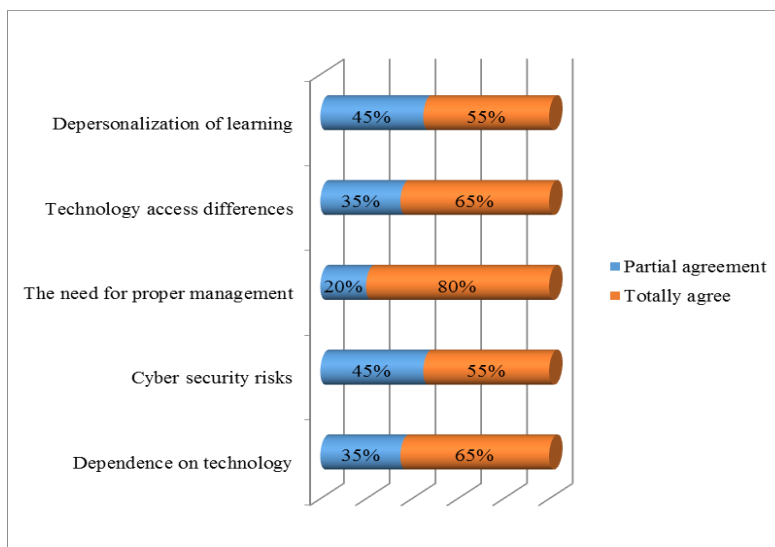 Depersonalization of learning
45% 55%
Technology access differences
35% 65%
The need for proper management
20% 80%
Cyber security risks
45% 55%
Dependence on technology
35% 65%
Partial agreement
Totally agree